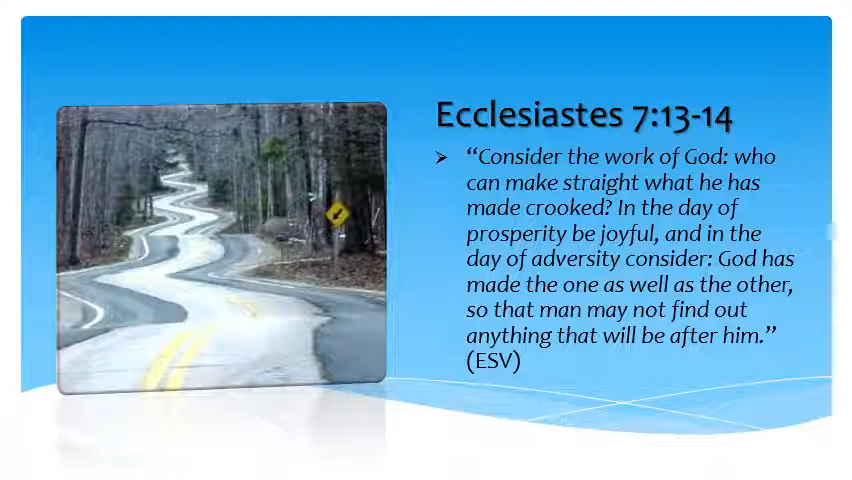 Ecclesiastes 7:13-14
“Consider the work of God: who
can make straight what he has
made crooked? In the day of
prosperity be joyful, and in the
day of adversity consider: God has
made the one as well as the other,
so that man may not find out
anything that will be after him.”
(ESV)